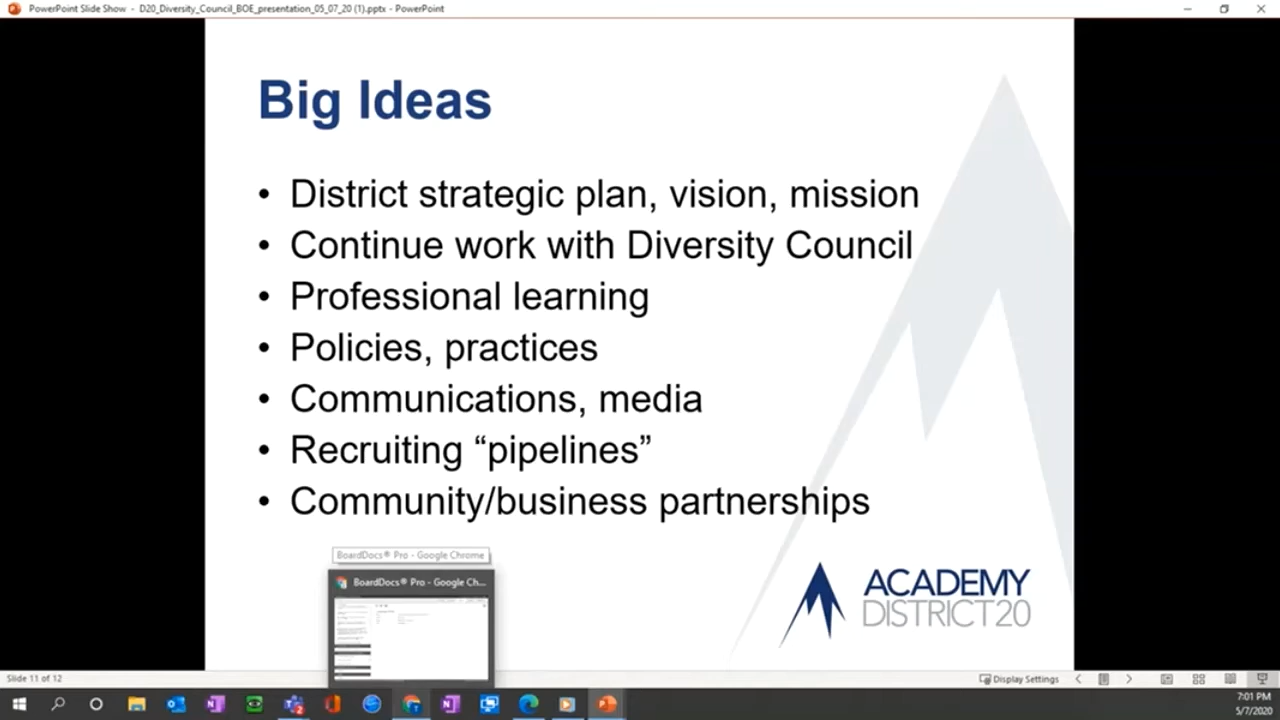 PowerPoint Slide Show - D20_Diversity_Council_BOE_presentation_05_07_20 (1).pptx - PowerPoint
Big Ideas
• District strategic plan, vision, mission
• Continue work with Diversity Council
• Professional learning
• Policies, practices
• Communications, media
• Recruiting “pipelines”
• Community/business partnerships
BoardDocs® Pro - Google Chrome
BoardDocs® Pro - Google Ch...
ACADEMY
DISTRICT20
Slide 11 of 12
Display Settings
7:01 PM
5/7/2020